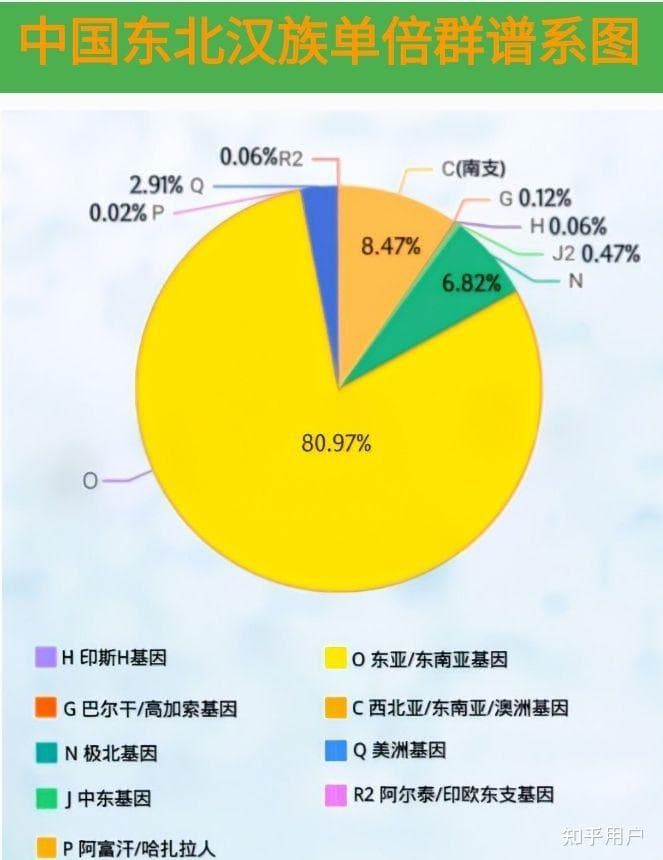 中国东北汉族单倍群谱系图
0.06%R2
C(南支)
2.91% Q
G 0.12%
0.02% P
H 0.06%
8.47%
J2 0.47%
6.82%
N
80.97%
O
H 印斯H基因
O 东亚/东南亚基因
G 巴尔干/高加索基因
C 西北亚/东南亚/澳洲基因
N 极北基因
Q 美洲基因
J 中东基因
R2 阿尔泰/印欧东支基因
P 阿富汗/哈扎拉人
知乎用户